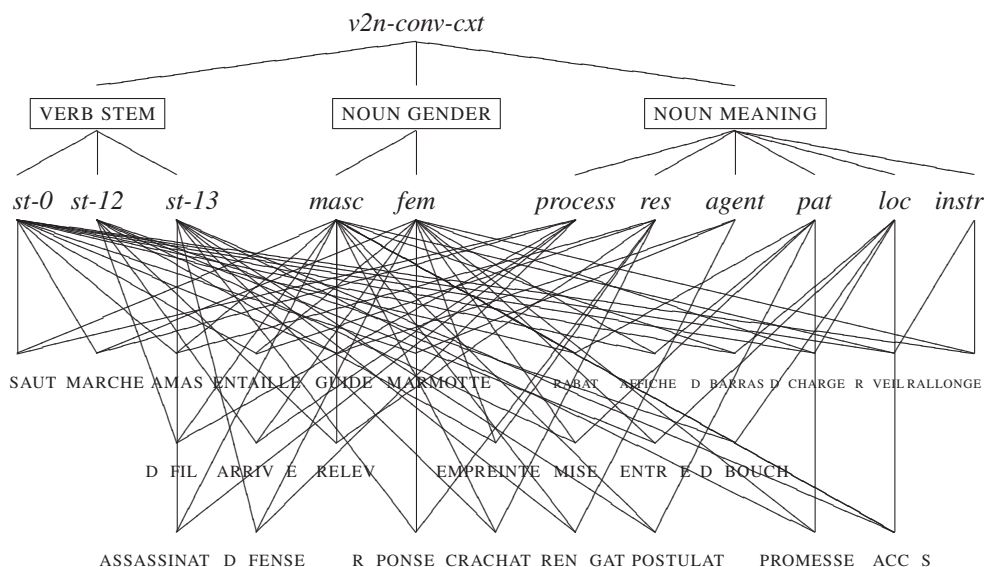 v2n-conv-cxt
VERB STEM NOUN GENDER NOUN MEANING
st-0 st-12 st-13 masc fem process res agent pat loc instr
SAUT MARCHE AMAS ENTAILLE GUIDE MARMOTTE RABAT AFFICHE D BARRAS D CHARGE R VEIL RALLONGE
D FIL ARRIV E RELEV EMPREINTE MISE ENTR E D BOUCH
ASSASSINAT D FENSE R PONSE CRACHAT REN GAT POSTULAT PROMESSE ACC S